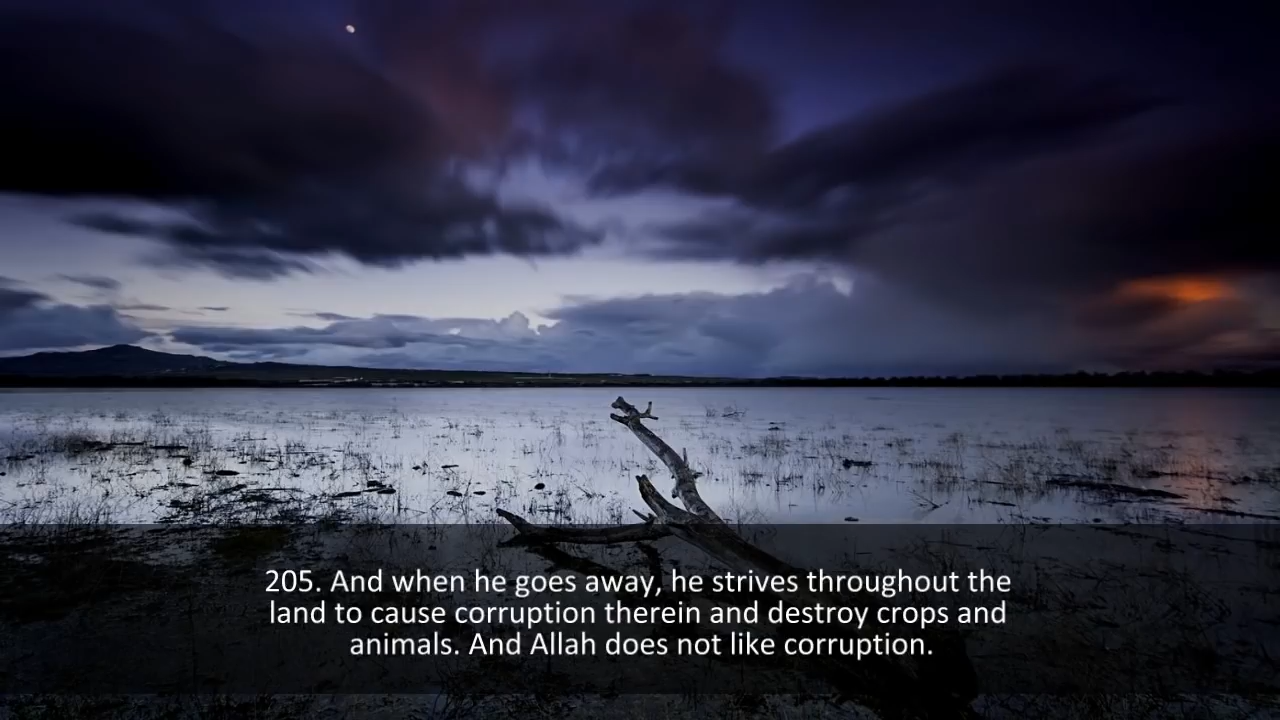 205. And when he goes away, he strives throughout the
land to cause corruption therein and destroy crops and
animals. And Allah does not like corruption.